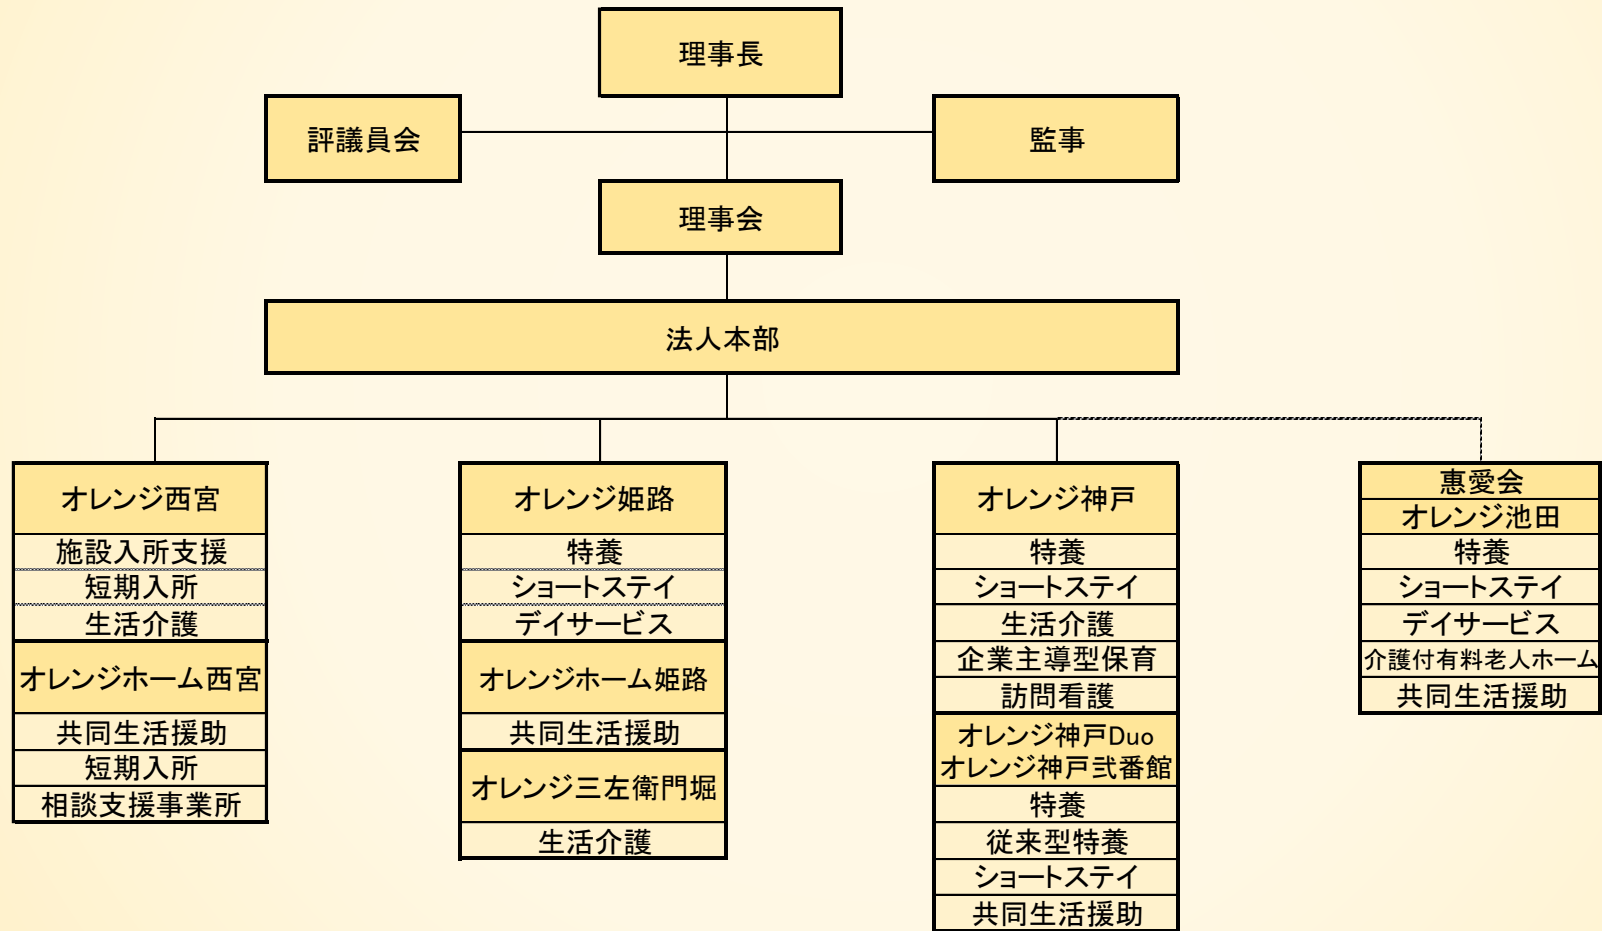 理事長
評議員会
監事
理事会
法人本部
オレンジ西宮
施設入所支援
短期入所
生活介護
オレンジホーム西宮
共同生活援助
短期入所
相談支援事業所
オレンジ姫路
特養
ショートステイ
デイサービス
オレンジホーム姫路
共同生活援助
オレンジ三左衛門堀
生活介護
オレンジ神戸
特養
ショートステイ
生活介護
企業主導型保育
訪問看護
オレンジ神戸Duo
オレンジ神戸弐番館
特養
従来型特養
ショートステイ
共同生活援助
惠愛会
オレンジ池田
特養
ショートステイ
デイサービス
介護付有料老人ホーム
共同生活援助